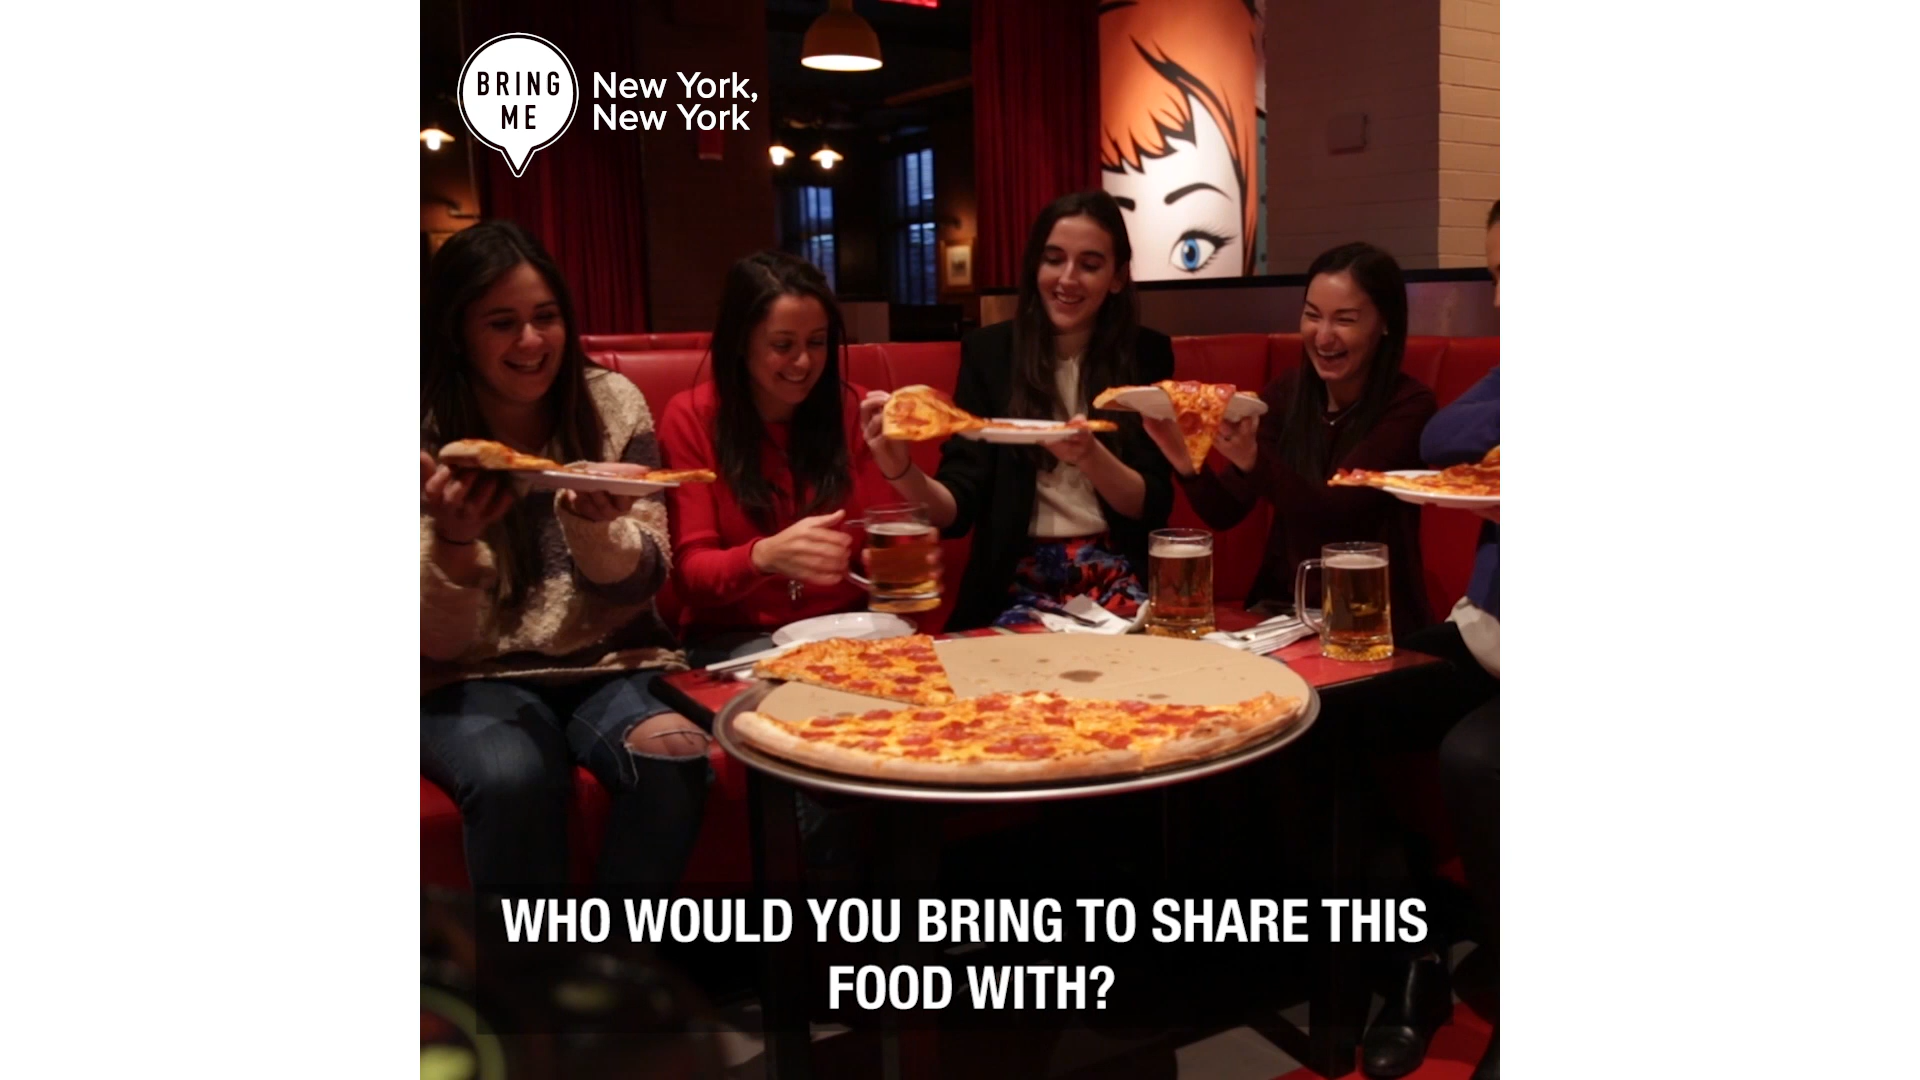 BRING
ME
New York,
New York
WHO WOULD YOU BRING TO SHARE THIS
FOOD WITH?